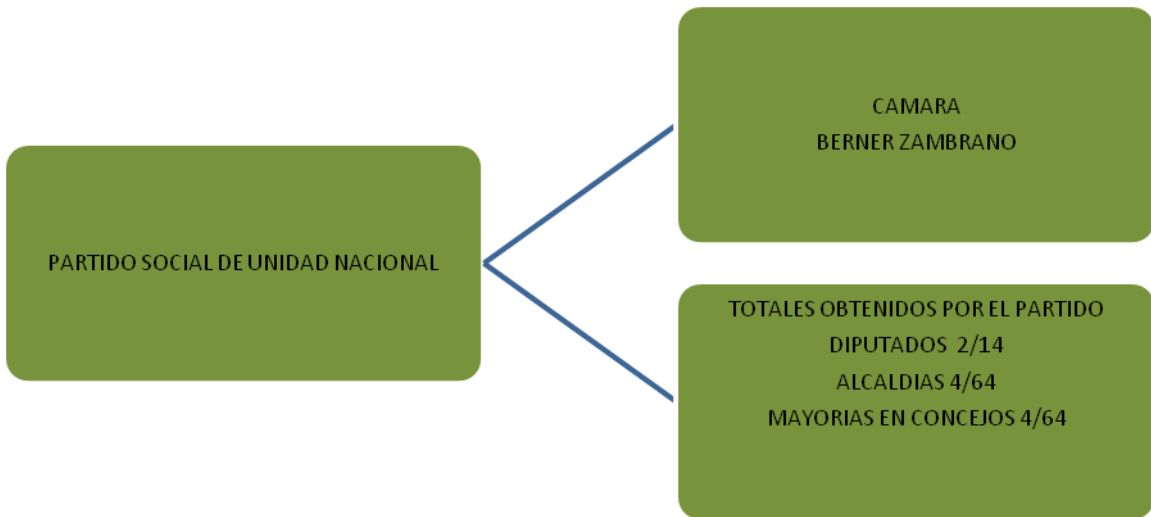 PARTIDO SOCIAL DE UNIDAD NACIONAL
CAMARA
BERNER ZAMBRANO
TOTALES OBTENIDOS POR EL PARTIDO
DIPUTADOS 2/14
ALCALDIAS 4/64
MAYORIAS EN CONCEJOS 4/64